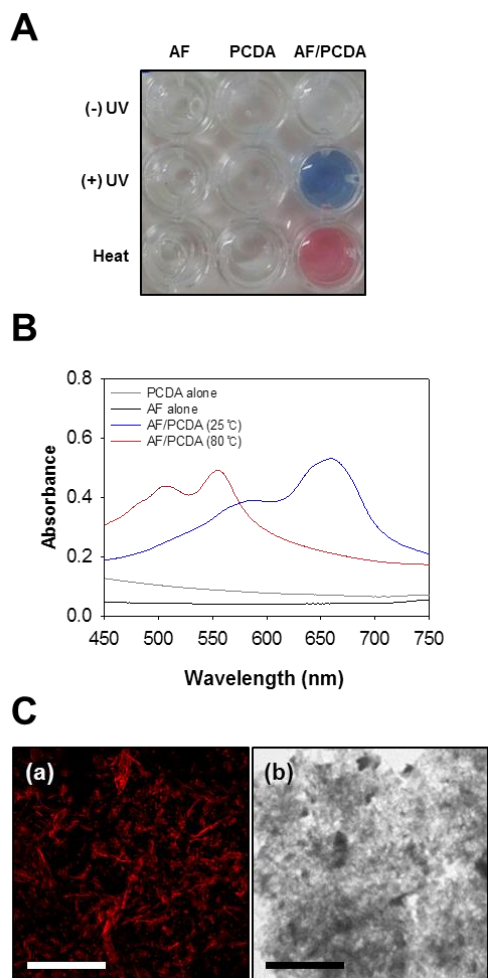 A
AF PCDA AF/PCDA
(-) UV
(+) UV
Heat
B
0.8
0.6
0.4
0.2
0.0
Absorbance
PCDA alone
AF alone
AF/PCDA (25 ℃)
AF/PCDA (80 ℃)
450 500 550 600 650 700 750
Wavelength (nm)
C
(a) (b)